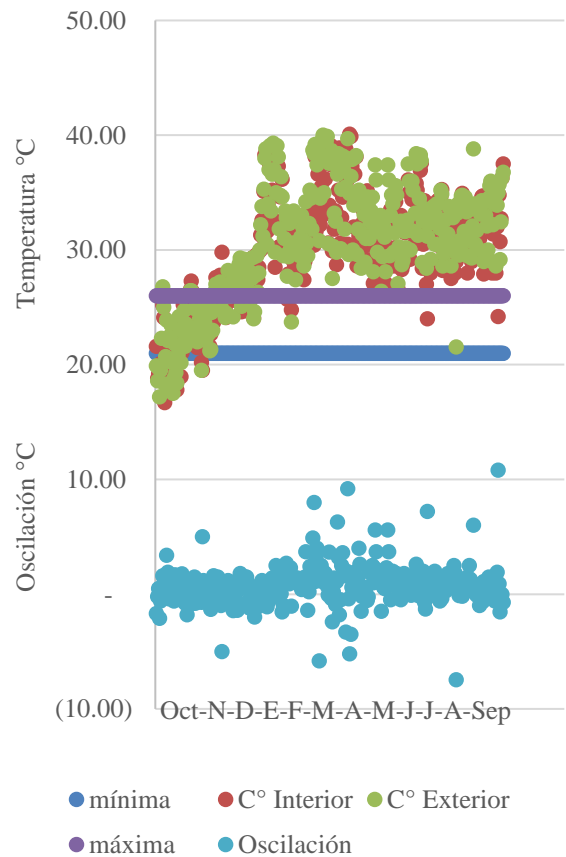 50.00
40.00
30.00
20.00
10.00
-
(10.00)
Temperatura °C
Oscilación °C
Oct-N-D-E-F-M-A-M-J-J-A-Sep
mínima
C° Interior
C° Exterior
máxima
Oscilación